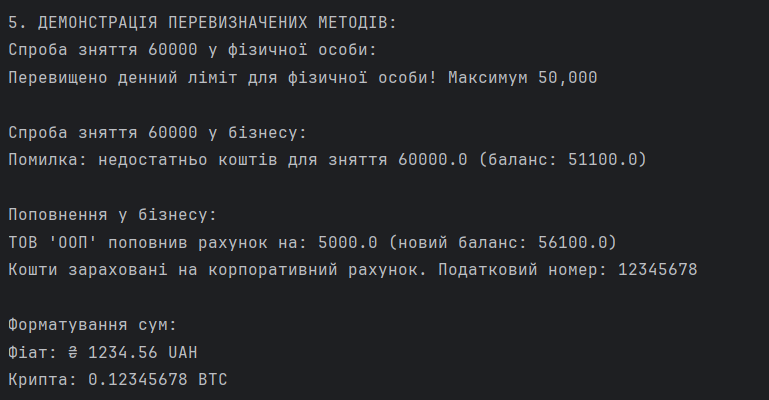 5. ДЕМОНСТРАЦІЯ ПЕРЕВИЗНАЧЕНИХ МЕТОДІВ:
Спроба зняття 60000 у фізичної особи:
Перевищено денний ліміт для фізичної особи! Максимум 50,000
Спроба зняття 60000 у бізнесу:
Помилка: недостатньо коштів для зняття 60000.0 (баланс: 51100.0)
Поповнення у бізнесу:
ТОВ 'ООП' поповнив рахунок на: 5000.0 (новий баланс: 56100.0)
Кошти зараховані на корпоративний рахунок. Податковий номер: 12345678
Форматування сум:
Фіат: ₴ 1234.56 UAH
Крипта: 0.12345678 BTC